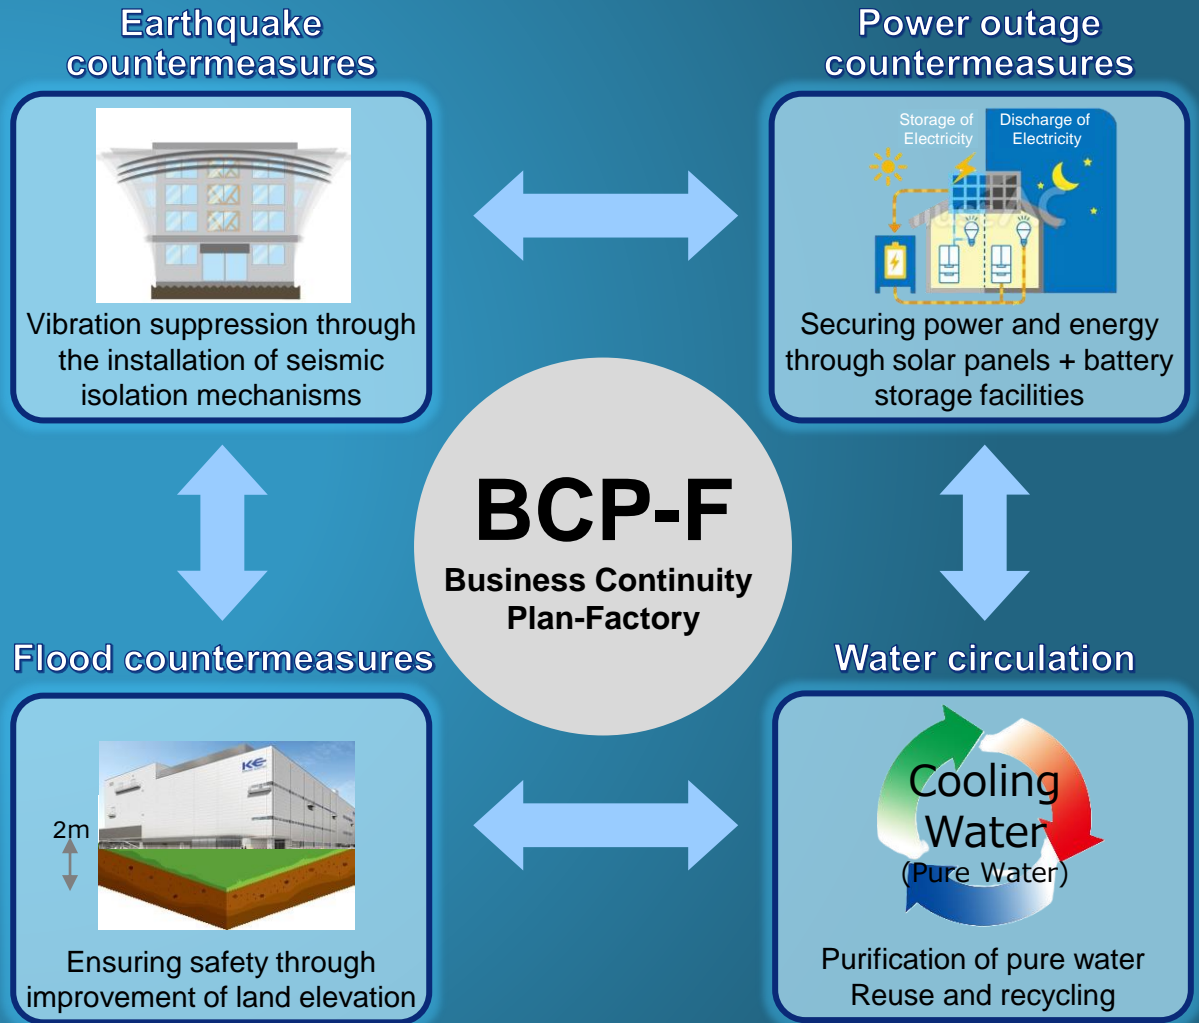 Earthquake
countermeasures
Vibration suppression through
the installation of seismic
isolation mechanisms
Power outage
countermeasures
Storage of
Electricity
Discharge of
Electricity
Securing power and energy
through solar panels + battery
storage facilities
BCP-F
Business Continuity
Plan-Factory
Flood countermeasures
2m
KE
Ensuring safety through
improvement of land elevation
Water circulation
Cooling
Water
(Pure Water)
Purification of pure water
Reuse and recycling